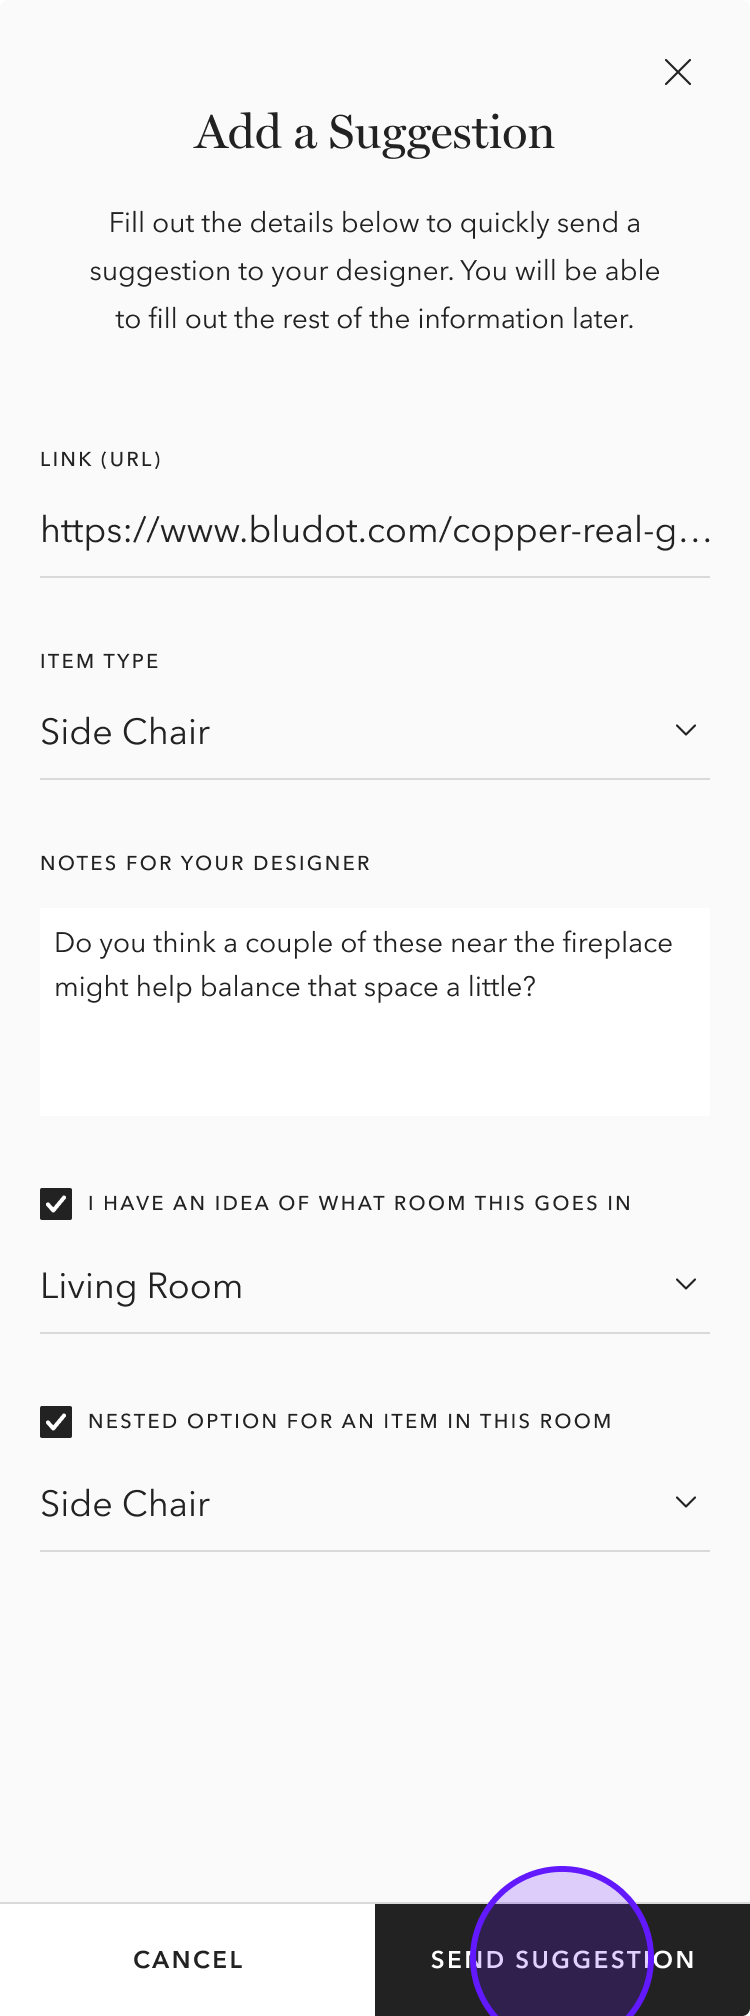 Add a Suggestion
Fill out the details below to quickly send a
suggestion to your designer. You will be able
to fill out the rest of the information later.
LINK (URL)
https://www.bludot.com/copper-real-g...
ITEM TYPE
Side Chair
NOTES FOR YOUR DESIGNER
Do you think a couple of these near the fireplace
might help balance that space a little?
I HAVE AN IDEA OF WHAT ROOM THIS GOES IN
Living Room
NESTED OPTION FOR AN ITEM IN THIS ROOM
Side Chair
CANCEL
SEND SUGGESTION